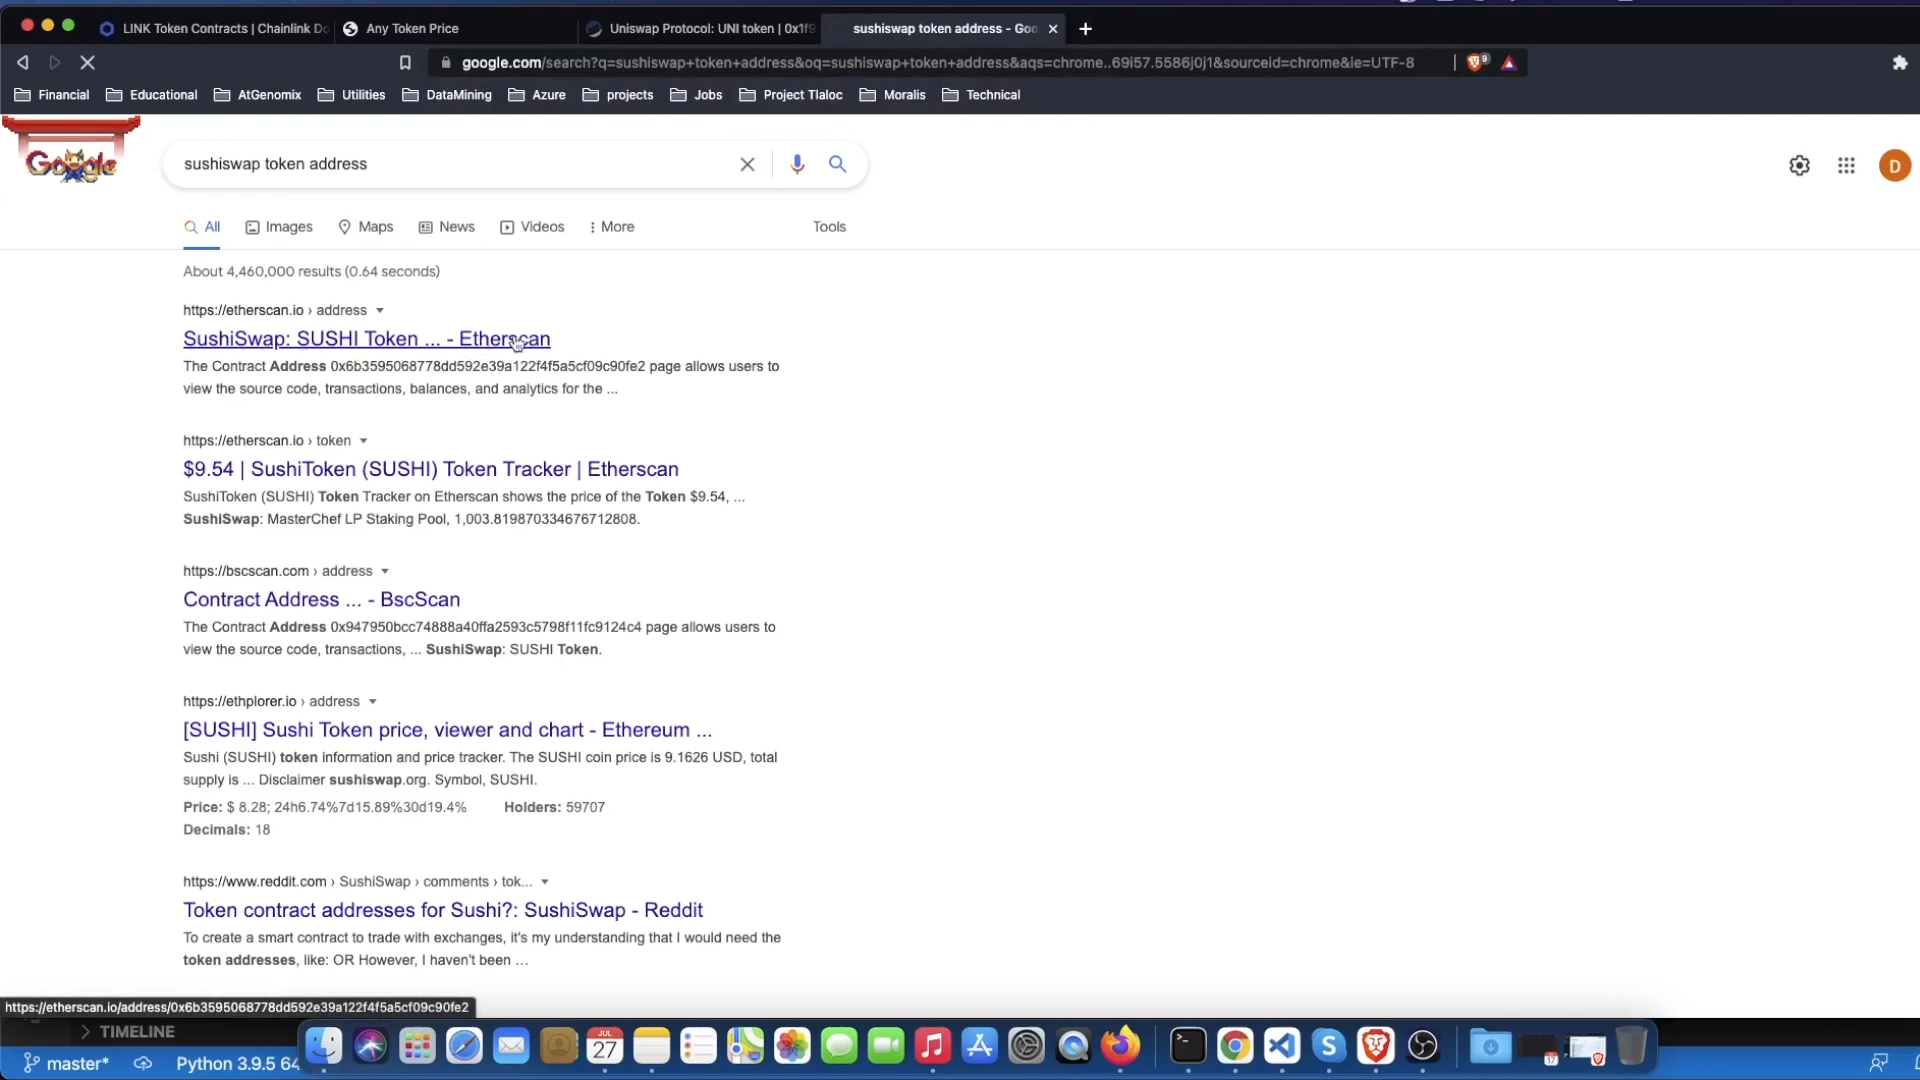 LINK Token Contracts | Chainlink Do
Any Token Price
Uniswap Protocol: UNI token | 0x1f9
sushiswap token address - Goo
google.com/search?q=sushiswap+token+address&oq=sushiswap+token+address&aqs=chrome..69i57.5586j0j1&sourceid=chrome&ie=UTF-8
9
Financial
Educational
AtGenomix
Utilities
DataMining
Azure
projects
Jobs
Project Tlaloc
Moralis
Technical
Google
sushiswap token address
D
All
Images
Maps
News
Videos
More
Tools
About 4,460,000 results (0.64 seconds)
https://etherscan.io › address
SushiSwap: SUSHI Token ... - Etherscan
The Contract Address 0x6b3595068778dd592e39a122f4f5a5cf09c90fe2 page allows users to
view the source code, transactions, balances, and analytics for the ...
https://etherscan.io › token
$9.54 | SushiToken (SUSHI) Token Tracker | Etherscan
SushiToken (SUSHI) Token Tracker on Etherscan shows the price of the Token $9.54, ...
SushiSwap: MasterChef LP Staking Pool, 1,003.819870334676712808.
https://bscscan.com › address
Contract Address ... - BscScan
The Contract Address 0x947950bcc74888a40ffa2593c5798f11fc9124c4 page allows users to
view the source code, transactions, ... SushiSwap: SUSHI Token.
https://ethplorer.io › address
[SUSHI] Sushi Token price, viewer and chart - Ethereum ...
Sushi (SUSHI) token information and price tracker. The SUSHI coin price is 9.1626 USD, total
supply is ... Disclaimer sushiswap.org. Symbol, SUSHI.
Price: $ 8.28; 24h6.74%7d15.89%30d19.4%
Holders: 59707
Decimals: 18
https://www.reddit.com › SushiSwap › comments › tok...
Token contract addresses for Sushi?: SushiSwap - Reddit
To create a smart contract to trade with exchanges, it's my understanding that I would need the
token addresses, like: OR However, I haven't been ...
https://etherscan.io/address/0x6b3595068778dd592e39a122f4f5a5cf09c90fe2
TIMELINE
JUL
27
17
master*
Python 3.9.5 64